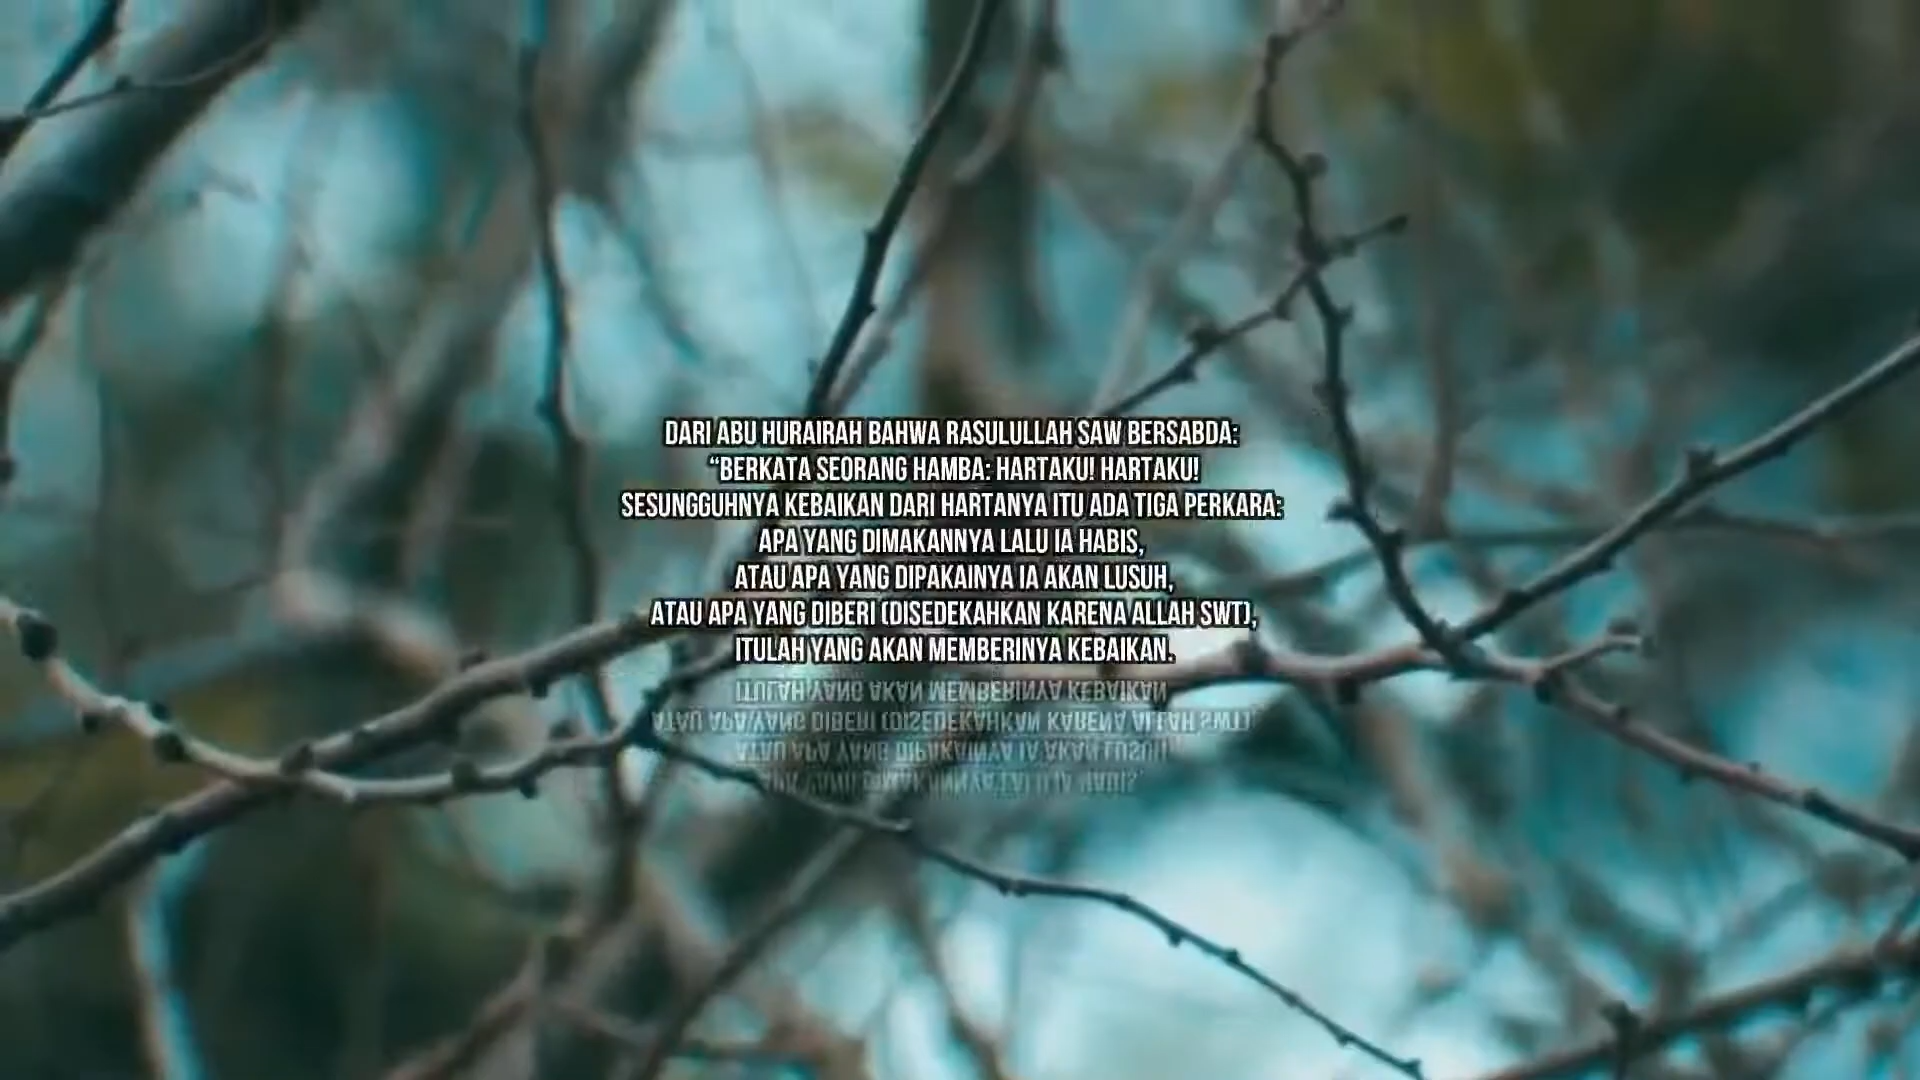 DARI ABU HURAIRAH BAHWA RASULULLAH SAW BERSABDA:
“BERKATA SEORANG HAMBA: HARTAKU! HARTAKU!
SESUNGGUHNYA KEBAIKAN DARI HARTANYA ITU ADA TIGA PERKARA:
APA YANG DIMAKANNYA LALU IA HABIS,
ATAU APA YANG DIPAKAINYA IA AKAN LUSUH,
ATAU APA YANG DIBERI (DISEDEKAHKAN KARENA ALLAH SWT),
ITULAH YANG AKAN MEMBERINYA KEBAIKAN.